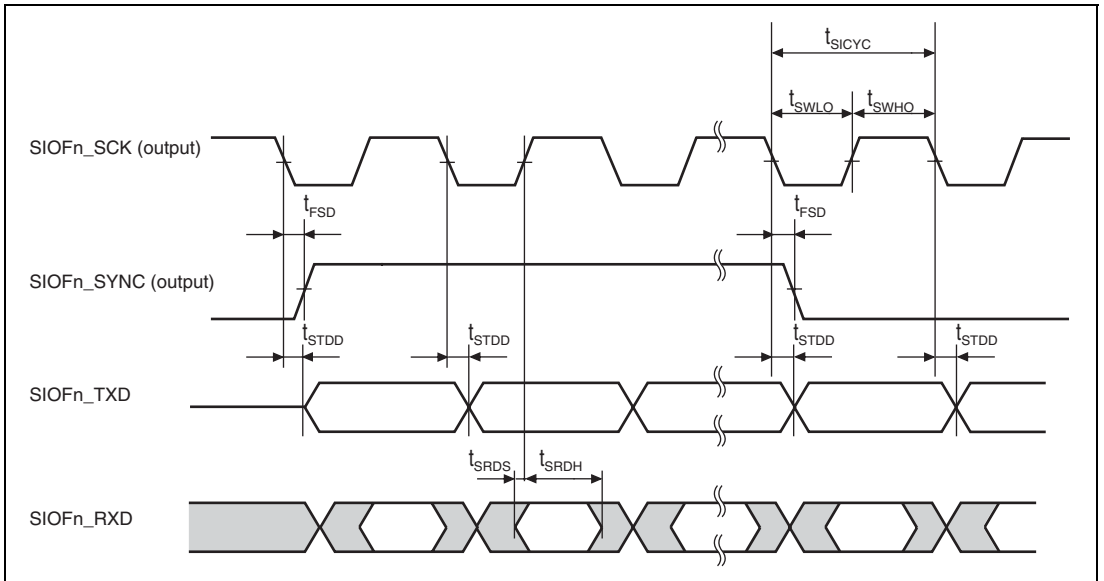 tSICYC
tSWLO tSWHO
SIOFn_SCK (output)
tFSD tFSD
SIOFn_SYNC (output)
tSTDD tSTDD tSTDD tSTDD
SIOFn_TXD
tSRDS tSRDH
SIOFn_RXD